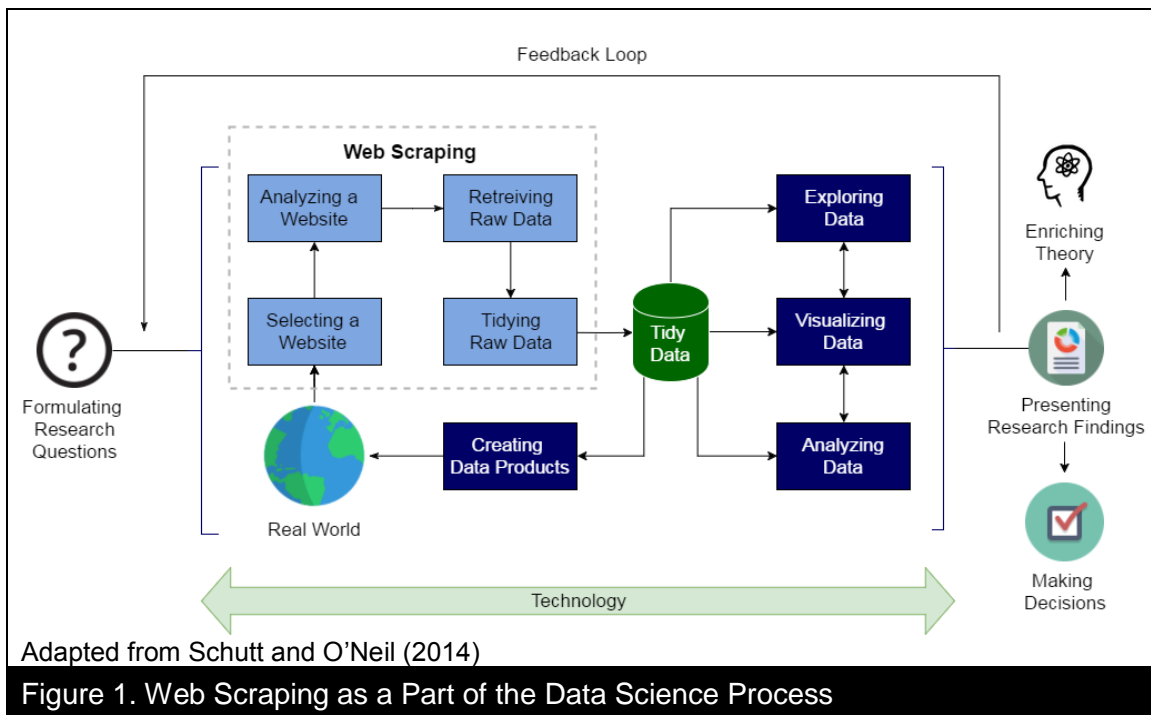 Feedback Loop
Web Scraping
Analyzing a
Website
Retreiving
Raw Data
Selecting a
Website
Tidying
Raw Data
Tidy
Data
Exploring
Data
Visualizing
Data
Analyzing
Data
Creating
Data Products
Real World
?
Formulating
Research
Questions
Enriching
Theory
Presenting
Research Findings
Making
Decisions
Technology
Adapted from Schutt and O'Neil (2014)
Figure 1. Web Scraping as a Part of the Data Science Process